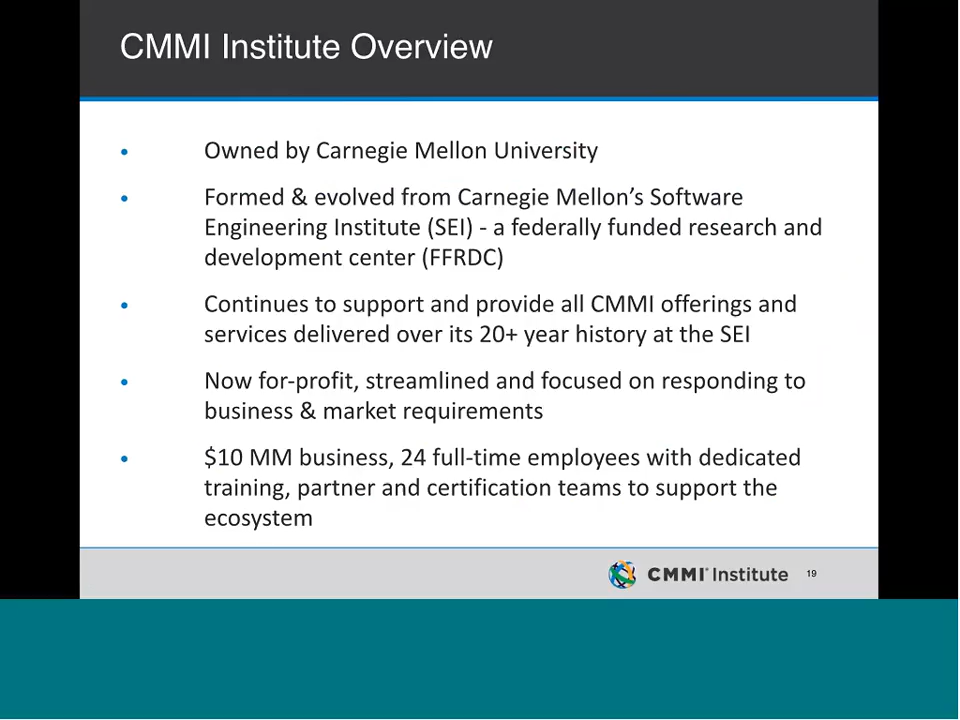 CMMI Institute Overview
• Owned by Carnegie Mellon University
• Formed & evolved from Carnegie Mellon’s Software
Engineering Institute (SEI) - a federally funded research and
development center (FFRDC)
• Continues to support and provide all CMMI offerings and
services delivered over its 20+ year history at the SEI
• Now for-profit, streamlined and focused on responding to
business & market requirements
• $10 MM business, 24 full-time employees with dedicated
training, partner and certification teams to support the
ecosystem
CMMI® Institute 19